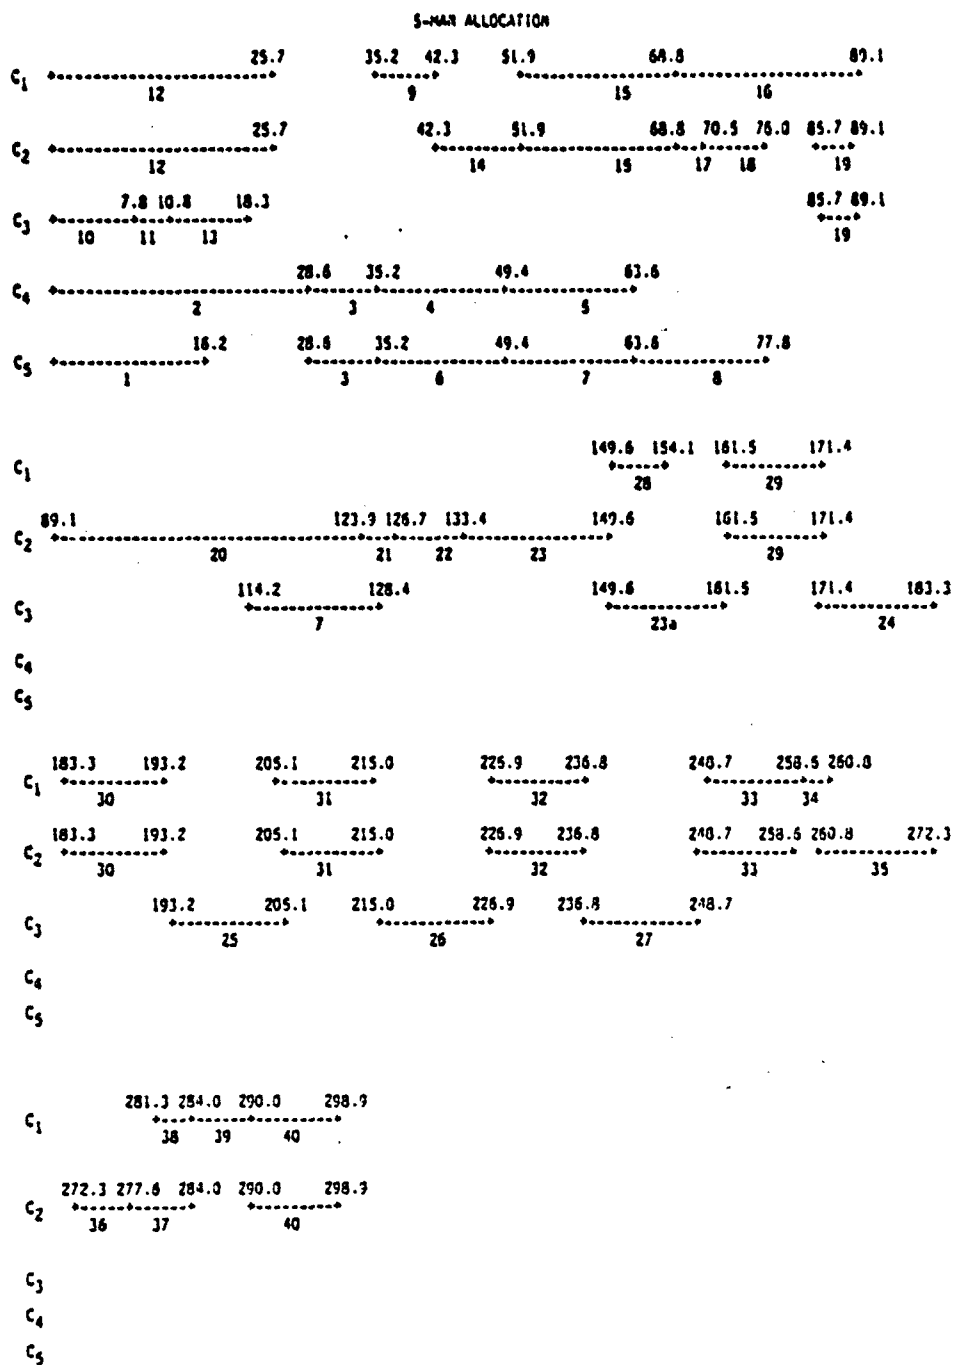 5-MAN ALLOCATION
25.7 35.2 42.3 51.9 68.8 89.1
C1
12 9 15 16
25.7 42.3 51.9 68.8 70.5 76.0 85.7 89.1
C2
12 14 15 17 18 19
7.8 10.8 18.3 85.7 89.1
C3
10 11 13 19
28.6 35.2 49.4 63.6
C4
2 3 4 5
16.2 28.6 35.2 49.4 63.6 77.8
C5
1 3 6 7 8
149.6 154.1 161.5 171.4
C1
28 29
89.1 123.9 126.7 133.4 149.6 161.5 171.4
C2
20 21 22 23 29
114.2 128.4 149.6 161.5 171.4 183.3
C3
7 23a 24
C4
C5
183.3 193.2 205.1 215.0 226.9 236.8 248.7 258.6 260.8
C1
30 31 32 33 34
183.3 193.2 205.1 215.0 226.9 236.8 248.7 258.6 260.8 272.3
C2
30 31 32 33 35
193.2 205.1 215.0 226.9 236.8 248.7
C3
25 26 27
C4
C5
281.3 284.0 290.0 298.9
C1
38 39 40
272.3 277.6 284.0 290.0 298.9
C2
36 37 40
C3
C4
C5